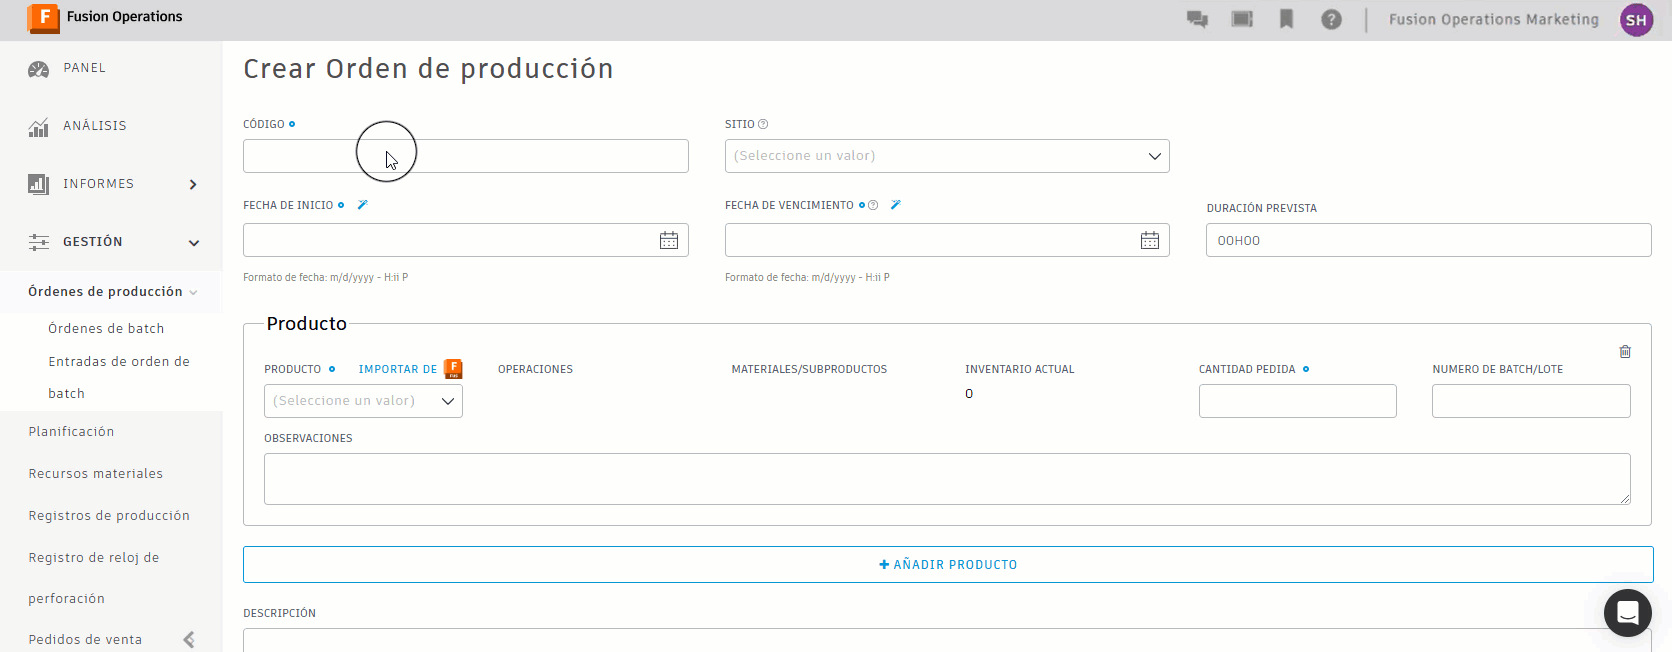 F Fusion Operations
Fusion Operations Marketing SH
PANEL
ANÁLISIS
INFORMES
GESTIÓN
Órdenes de producción
Órdenes de batch
Entradas de orden de
batch
Planificación
Recursos materiales
Registros de producción
Registro de reloj de
perforación
Pedidos de venta
Crear Orden de producción
CÓDIGO
SITIO
(Seleccione un valor)
FECHA DE INICIO
FECHA DE VENCIMIENTO
DURACIÓN PREVISTA
00H00
Formato de fecha: m/d/yyyy - H:ii P
Formato de fecha: m/d/yyyy - H:ii P
Producto
PRODUCTO IMPORTAR DE F FUS
OPERACIONES
MATERIALES/SUBPRODUCTOS
INVENTARIO ACTUAL
CANTIDAD PEDIDA
NUMERO DE BATCH/LOTE
(Seleccione un valor)
0
OBSERVACIONES
+ AÑADIR PRODUCTO
DESCRIPCIÓN